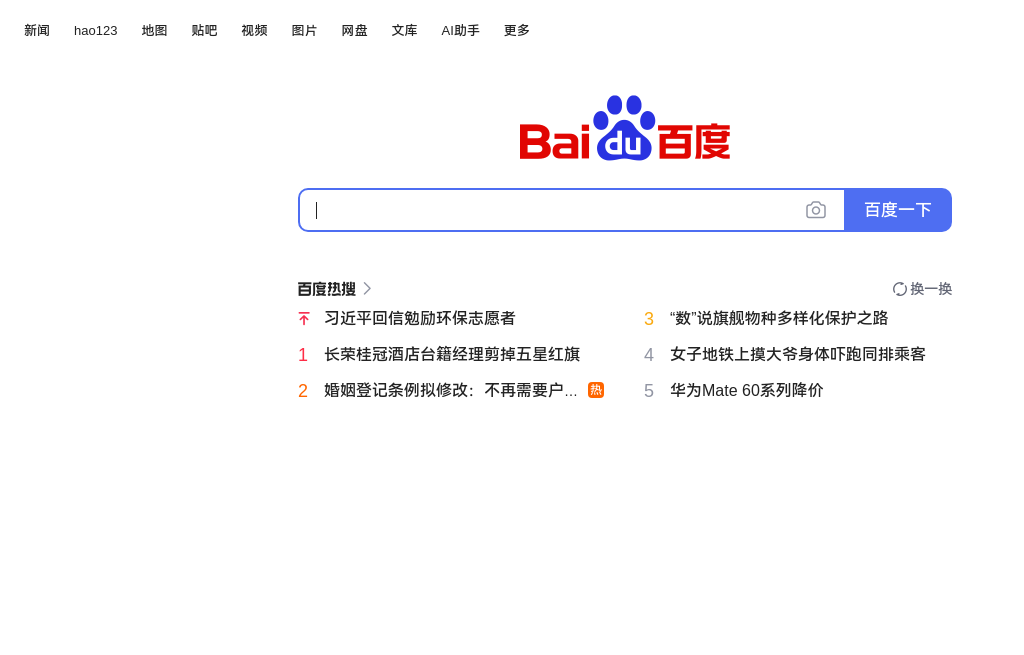 新闻 hao123 地图 贴吧 视频 图片 网盘 文库 AI助手 更多
Bai du 百度
百度一下
百度热搜 换一换
习近平回信勉励环保志愿者
1 长荣桂冠酒店台籍经理剪掉五星红旗
2 婚姻登记条例拟修改：不再需要户... 热
3 “数”说旗舰物种多样化保护之路
4 女子地铁上摸大爷身体吓跑同排乘客
5 华为Mate 60系列降价